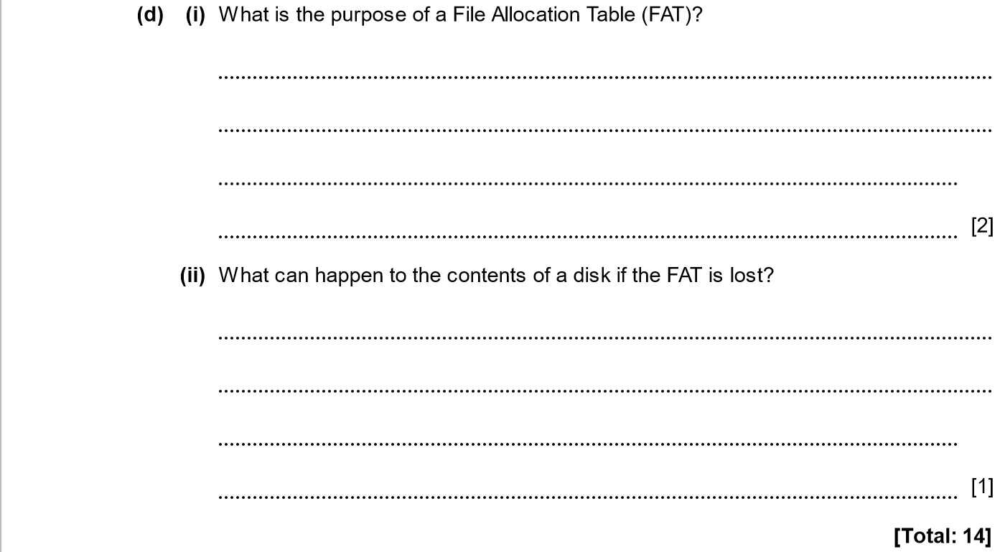 (d) (i) What is the purpose of a File Allocation Table (FAT)?
[2]
(ii) What can happen to the contents of a disk if the FAT is lost?
[1]
[Total: 14]